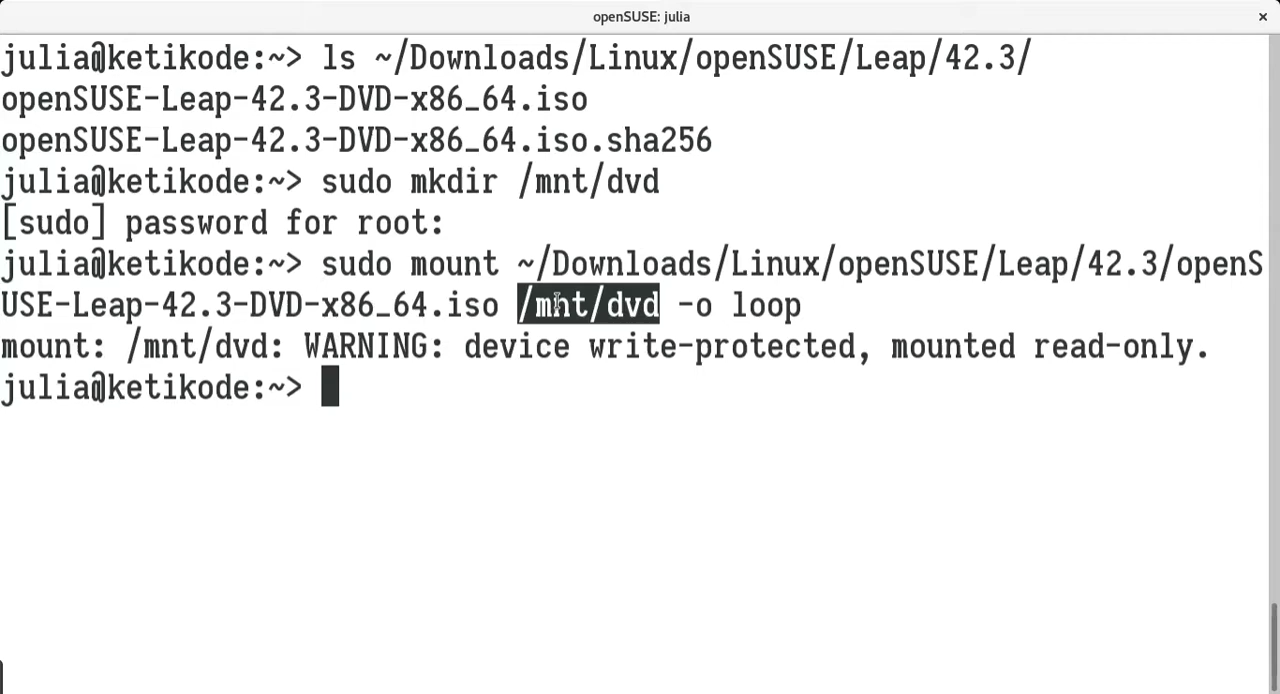 openSUSE: julia ×
julia@ketikode:~> ls ~/Downloads/Linux/openSUSE/Leap/42.3/
openSUSE-Leap-42.3-DVD-x86_64.iso
openSUSE-Leap-42.3-DVD-x86_64.iso.sha256
julia@ketikode:~> sudo mkdir /mnt/dvd
[sudo] password for root:
julia@ketikode:~> sudo mount ~/Downloads/Linux/openSUSE/Leap/42.3/openS
USE-Leap-42.3-DVD-x86_64.iso /mnt/dvd -o loop
mount: /mnt/dvd: WARNING: device write-protected, mounted read-only.
julia@ketikode:~>